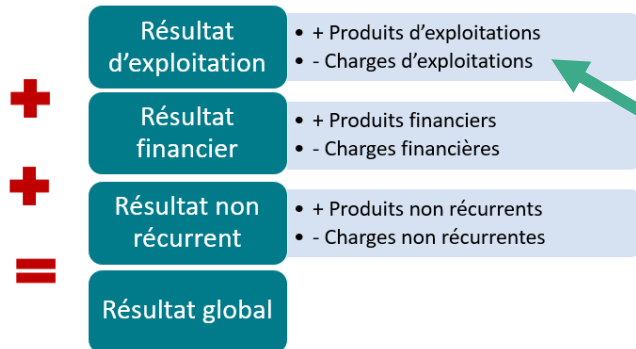 Résultat
d'exploitation
• + Produits d'exploitations
• - Charges d'exploitations
+
Résultat
financier
• + Produits financiers
• - Charges financières
+
Résultat non
récurrent
• + Produits non récurrents
• - Charges non récurrentes
=
Résultat global